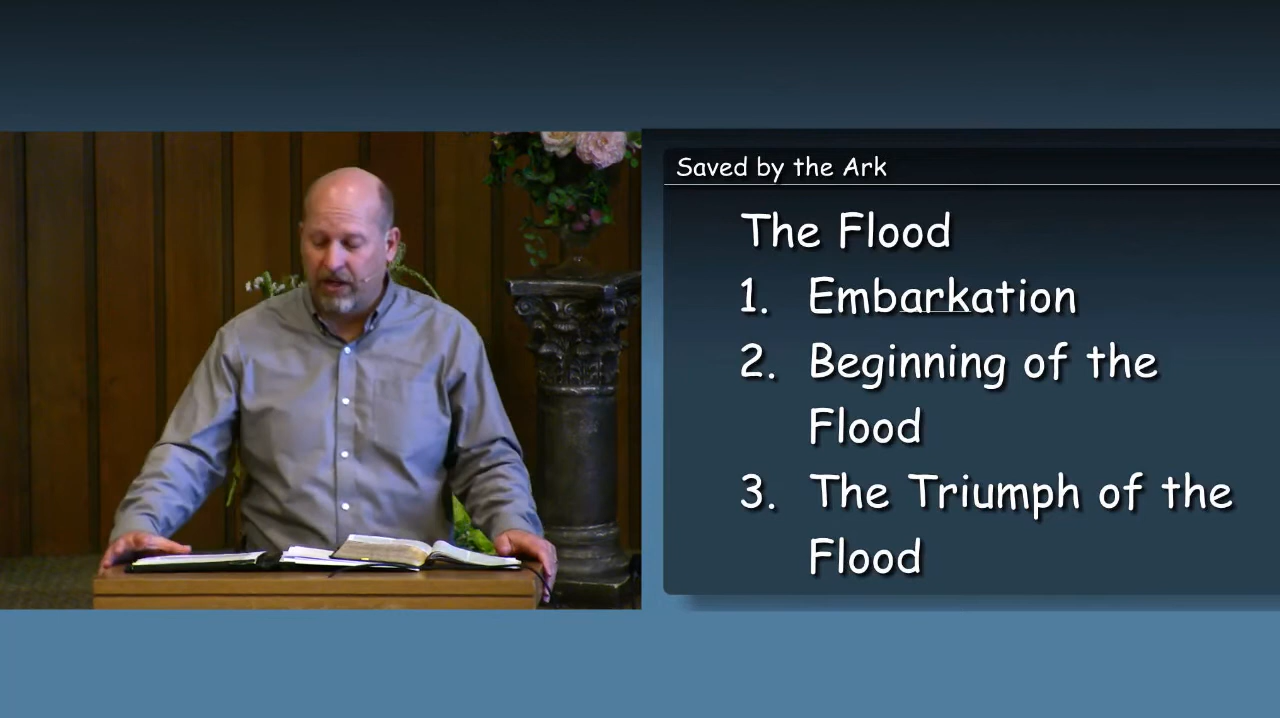 Saved by the Ark
The Flood
1. Embarkation
2. Beginning of the
Flood
3. The Triumph of the
Flood